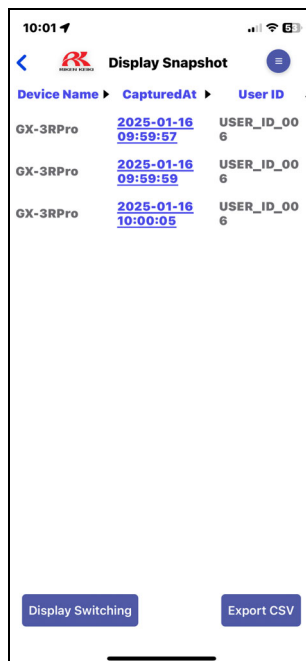 10:01
RIKEN KEIKI
Display Snapshot
Device Name CapturedAt User ID
GX-3RPro 2025-01-16 USER_ID_00
09:59:57 6
GX-3RPro 2025-01-16 USER_ID_00
09:59:59 6
GX-3RPro 2025-01-16 USER_ID_00
10:00:05 6
Display Switching Export CSV